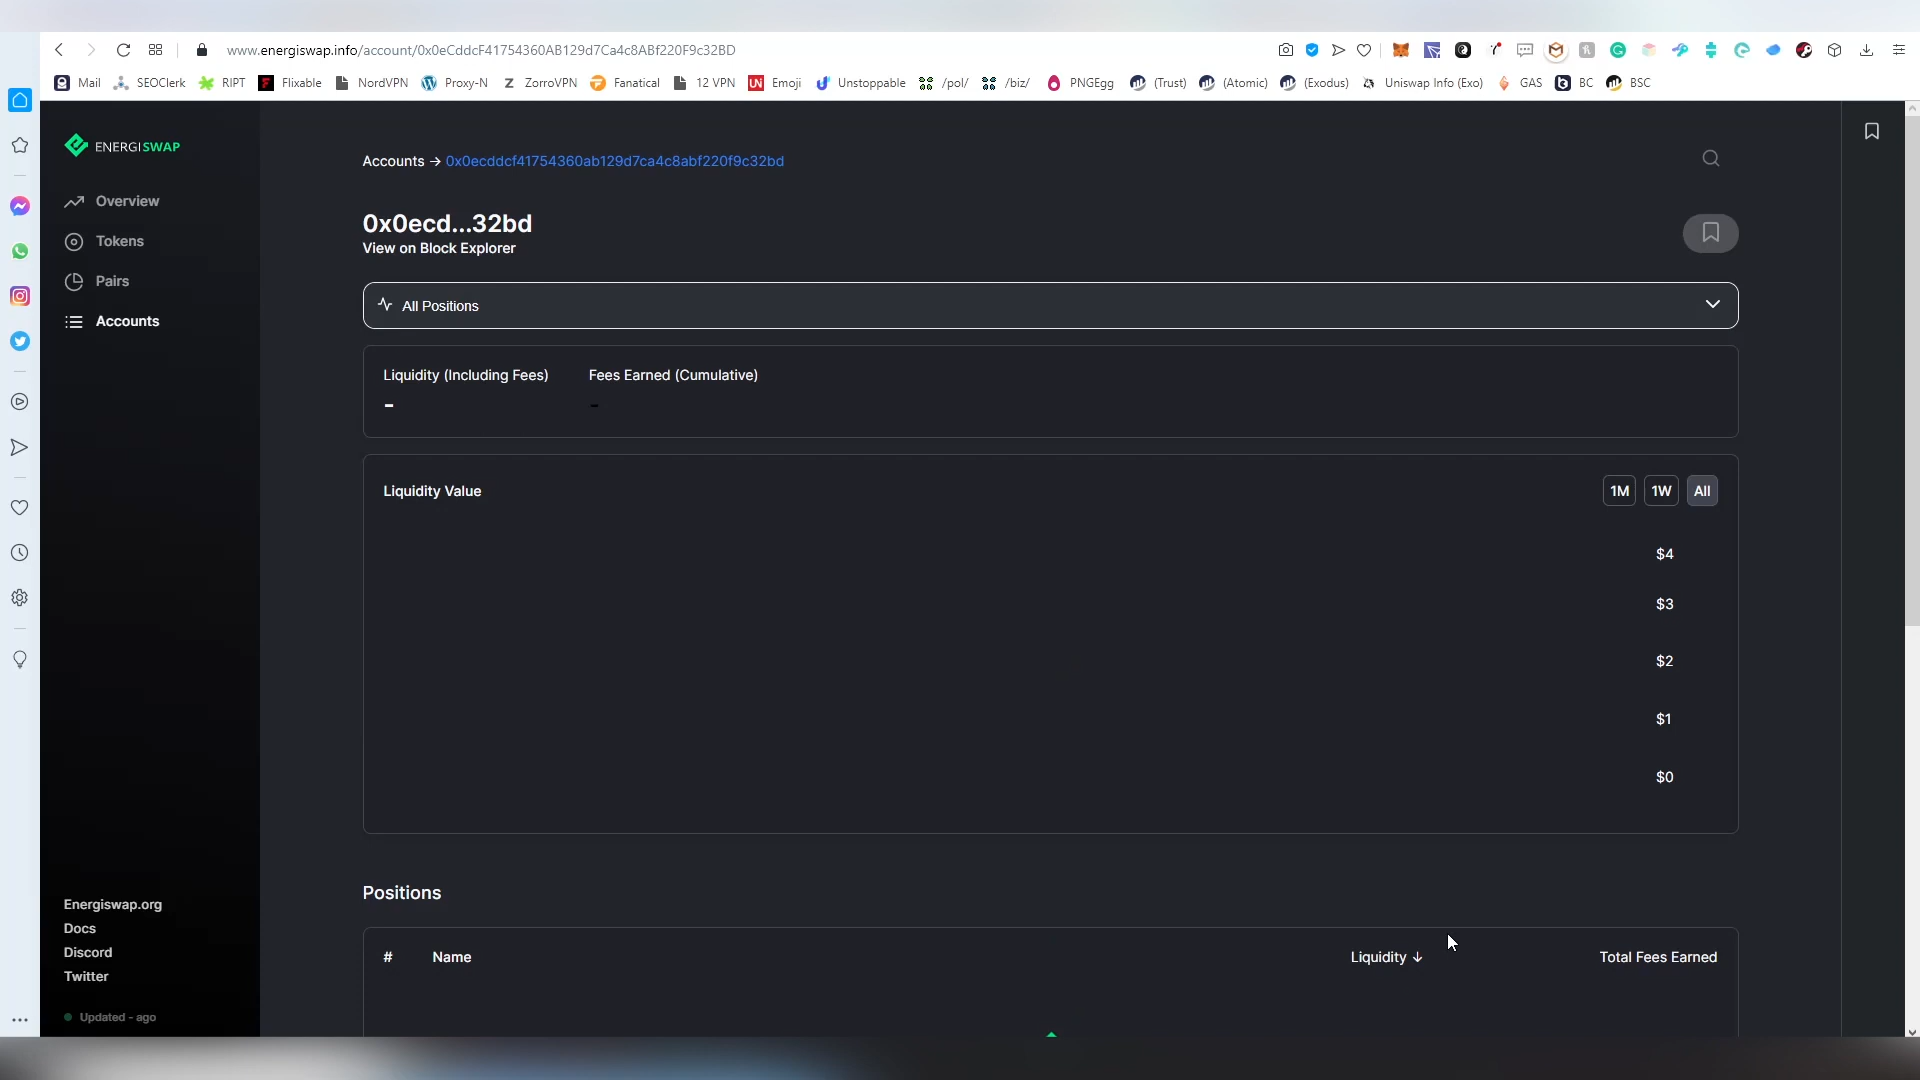 www.energiswap.info/account/0x0eCddcF41754360AB129d7Ca4c8ABf220F9c32BD
Mail SEOClerk RIPT Flixable NordVPN Proxy-N ZorroVPN Fanatical 12 VPN Emoji Unstoppable /pol/ /biz/ PNGEgg (Trust) (Atomic) (Exodus) Uniswap Info (Exo) GAS BC BSC
ENERGISWAP
Overview
Tokens
Pairs
Accounts
Accounts → 0x0ecddcf41754360ab129d7ca4c8abf220f9c32bd
0x0ecd...32bd
View on Block Explorer
All Positions
Liquidity (Including Fees) Fees Earned (Cumulative)
- -
Liquidity Value 1M 1W All
$4
$3
$2
$1
$0
Positions
# Name Liquidity ↓ Total Fees Earned
Energiswap.org
Docs
Discord
Twitter
Updated - ago